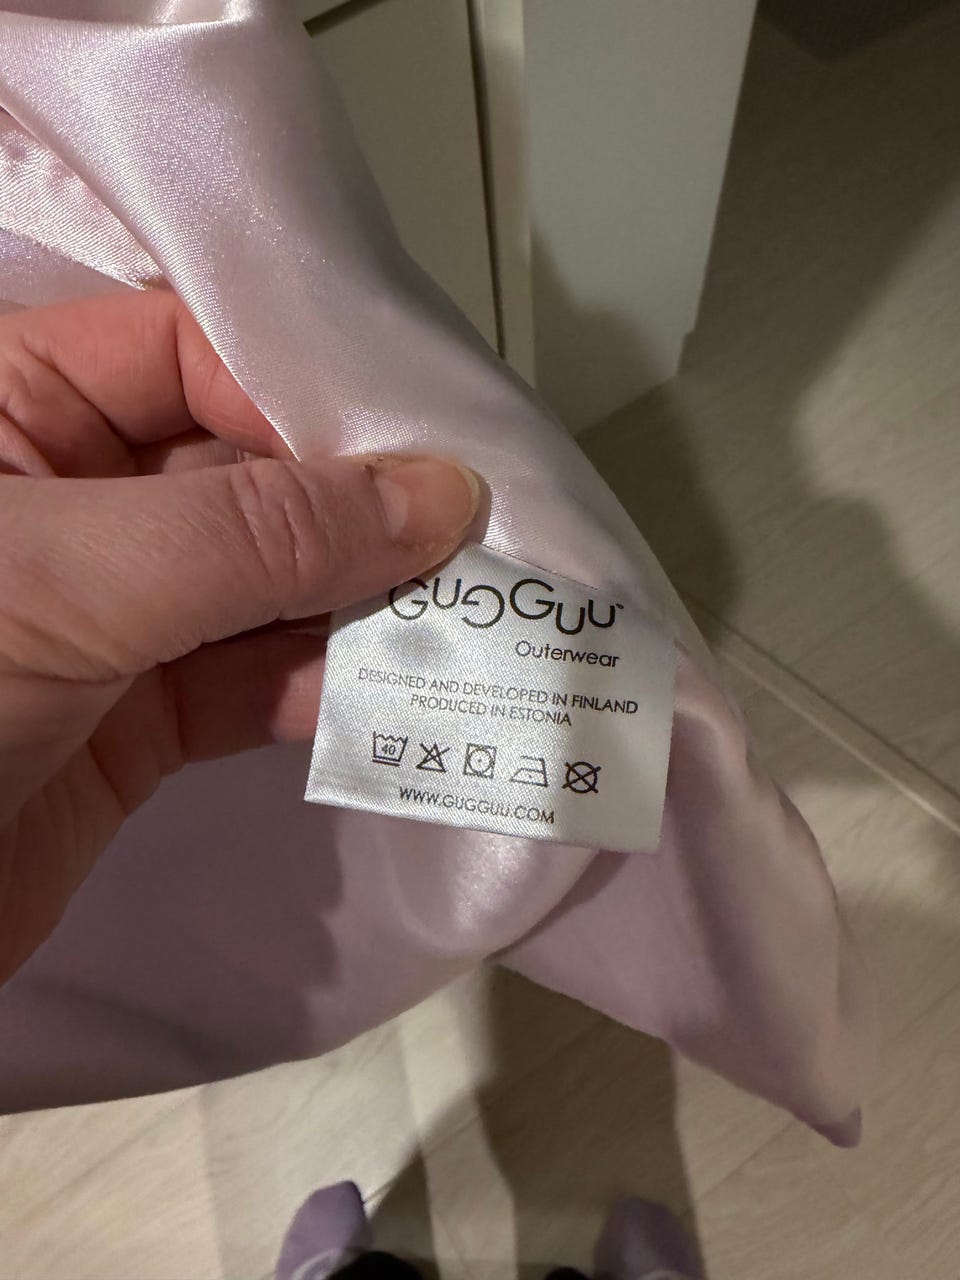 GUGGUU™
Outerwear
DESIGNED AND DEVELOPED IN FINLAND
PRODUCED IN ESTONIA
40
WWW.GUGGUU.COM